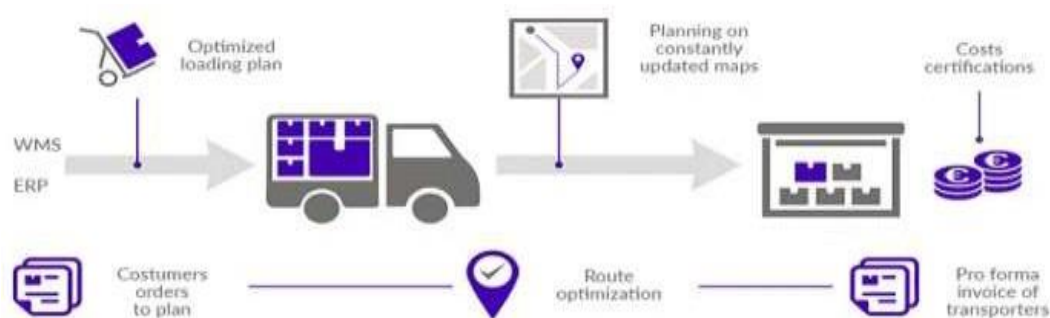 Optimized
loading plan
Planning on
constantly
updated maps
Costs
certifications
WMS
ERP
Costumers
orders
to plan
Route
optimization
Pro forma
invoice of
transporters